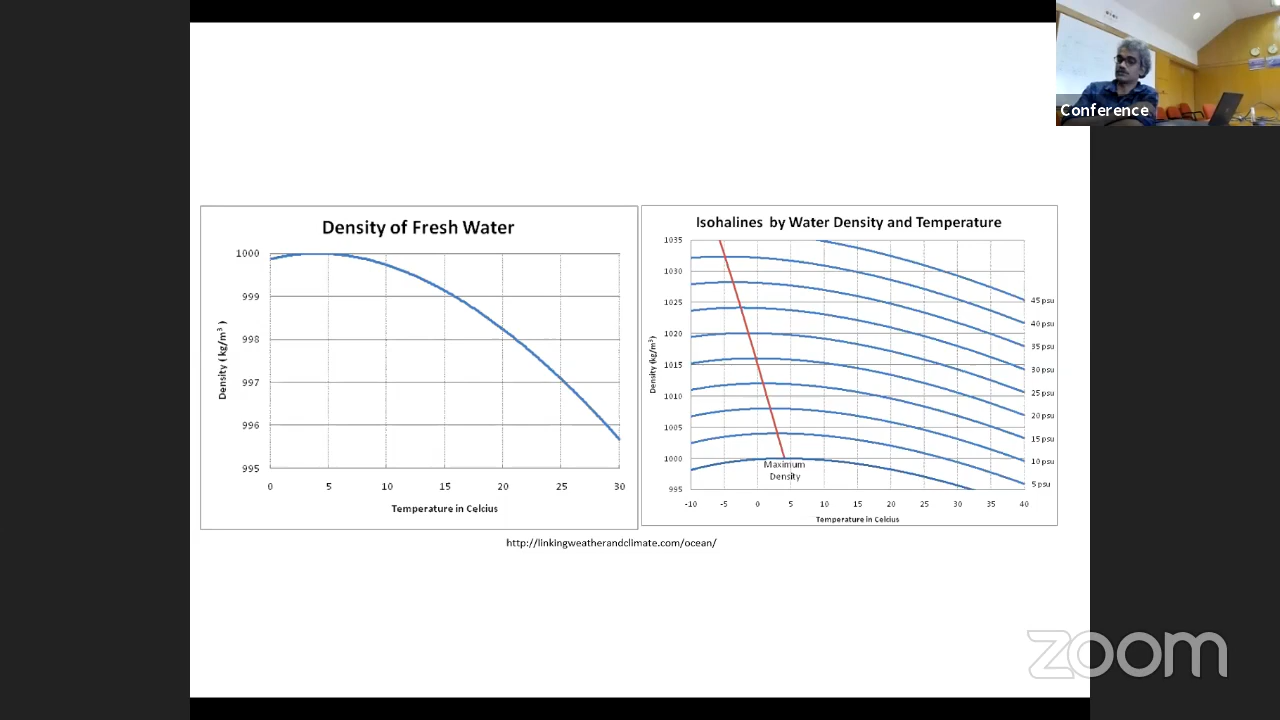 Conference
Density of Fresh Water
1000
999
998
997
996
995
Density (kg/m³)
0 5 10 15 20 25 30
Temperature in Celcius
Isohalines by Water Density and Temperature
1035
1030
1025
1020
1015
1010
1005
1000
995
Density (kg/m³)
45 psu
40 psu
35 psu
30 psu
25 psu
20 psu
15 psu
10 psu
5 psu
Maximum
Density
-10 -5 0 5 10 15 20 25 30 35 40
Temperature in Celcius
http://linkingweatherandclimate.com/ocean/
zoom